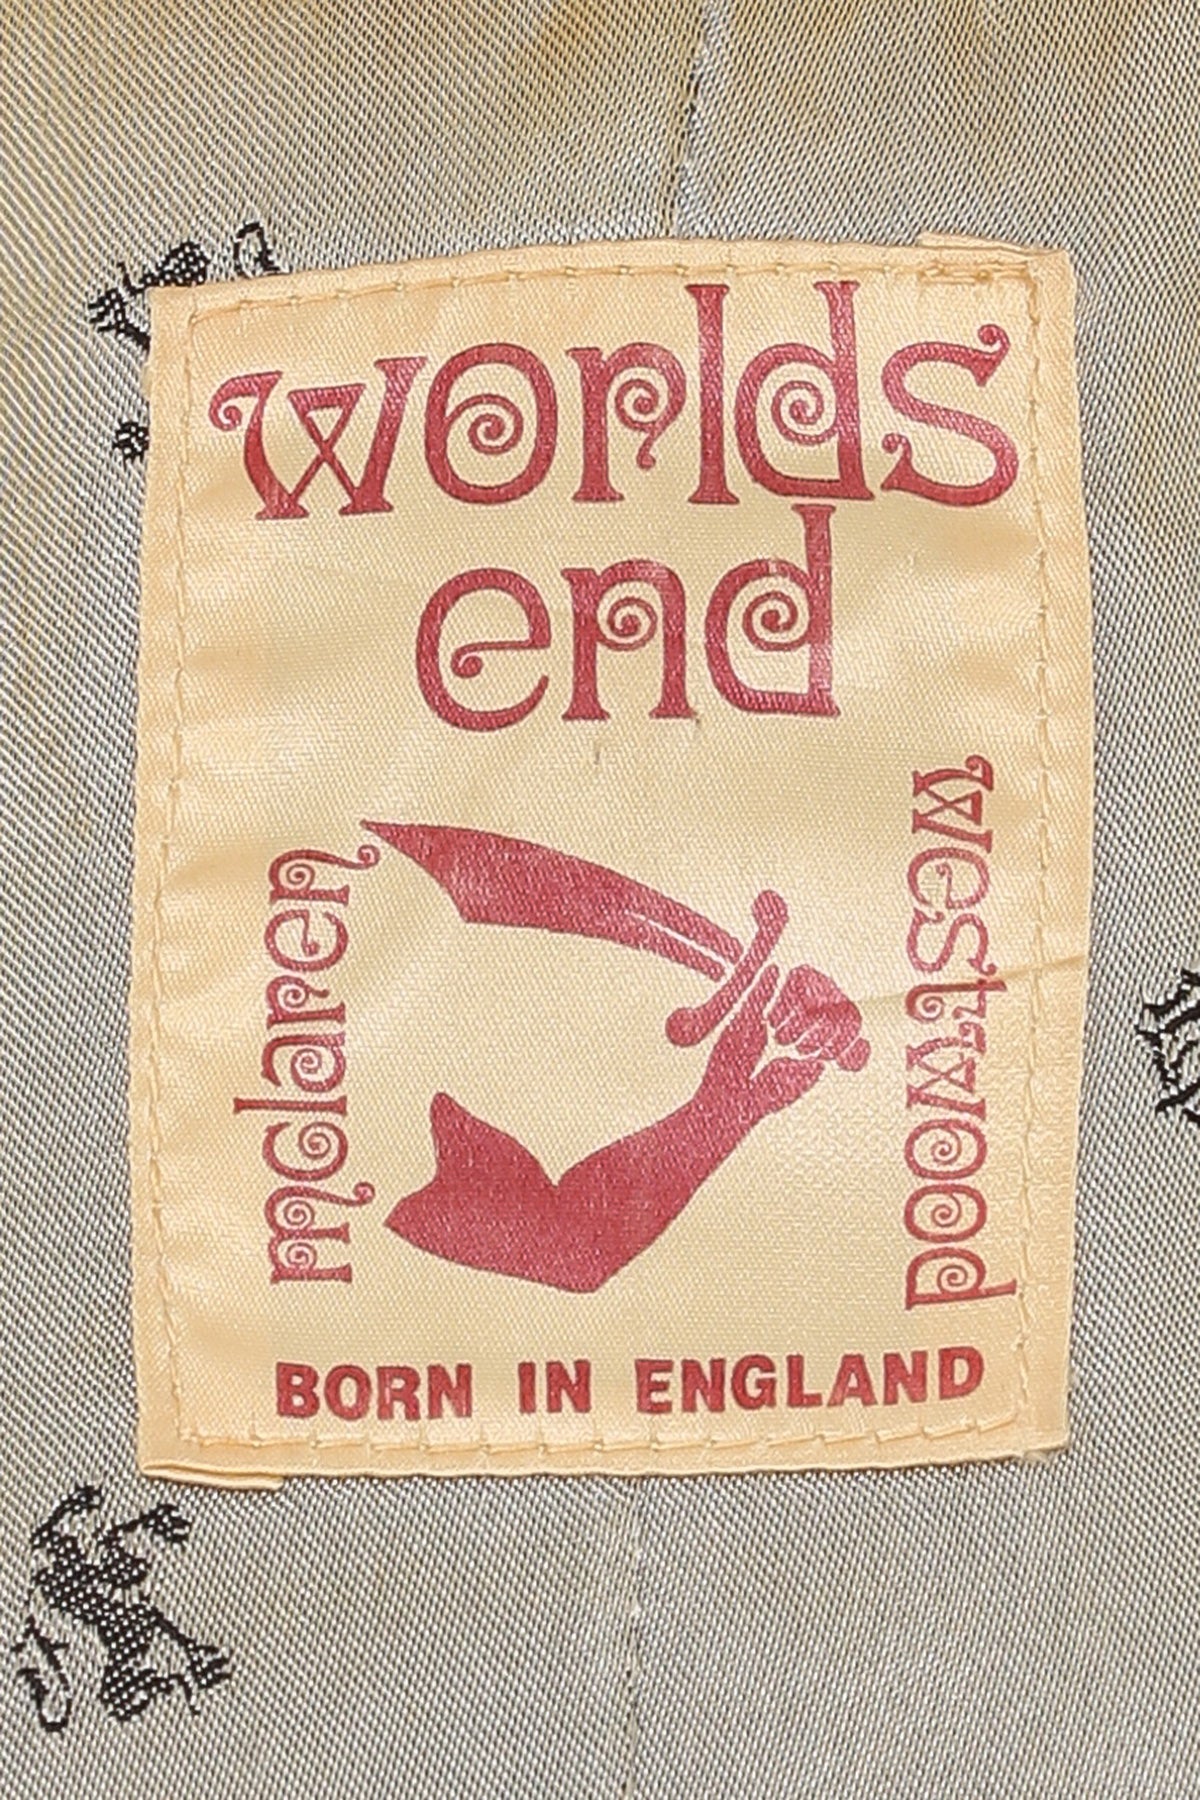 worlds
end
mclaren
westwood
BORN IN ENGLAND